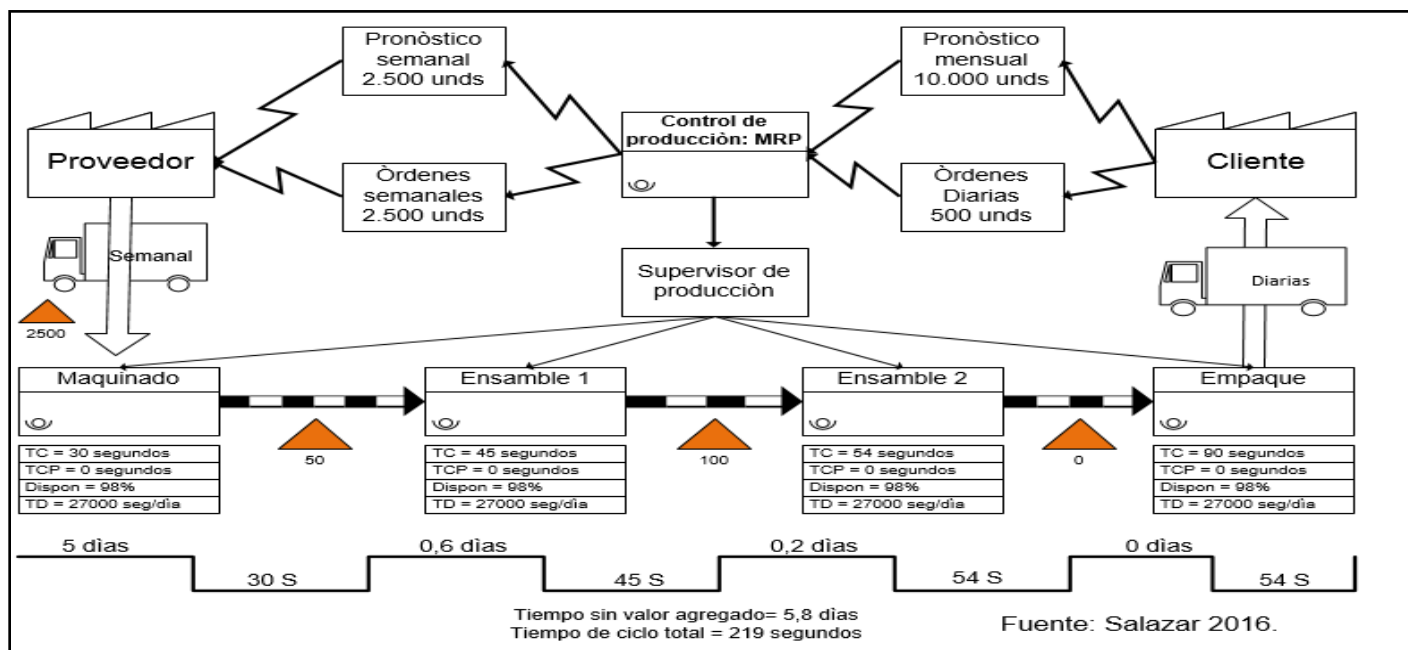 Pronòstico
semanal
2.500 unds
Pronòstico
mensual
10.000 unds
Control de
producciòn: MRP
Proveedor
Cliente
Òrdenes
semanales
2.500 unds
Òrdenes
Diarias
500 unds
Semanal
Supervisor de
producciòn
Diarias
2500
Maquinado
Ensamble 1
Ensamble 2
Empaque
50
100
0
TC = 30 segundos
TCP = 0 segundos
Dispon = 98%
TD = 27000 seg/dìa
TC = 45 segundos
TCP = 0 segundos
Dispon = 98%
TD = 27000 seg/dìa
TC = 54 segundos
TCP = 0 segundos
Dispon = 98%
TD = 27000 seg/dìa
TC = 90 segundos
TCP = 0 segundos
Dispon = 98%
TD = 27000 seg/dìa
5 dìas
0,6 dìas
0,2 dìas
0 dìas
30 S
45 S
54 S
54 S
Tiempo sin valor agregado= 5,8 dìas
Tiempo de ciclo total = 219 segundos
Fuente: Salazar 2016.